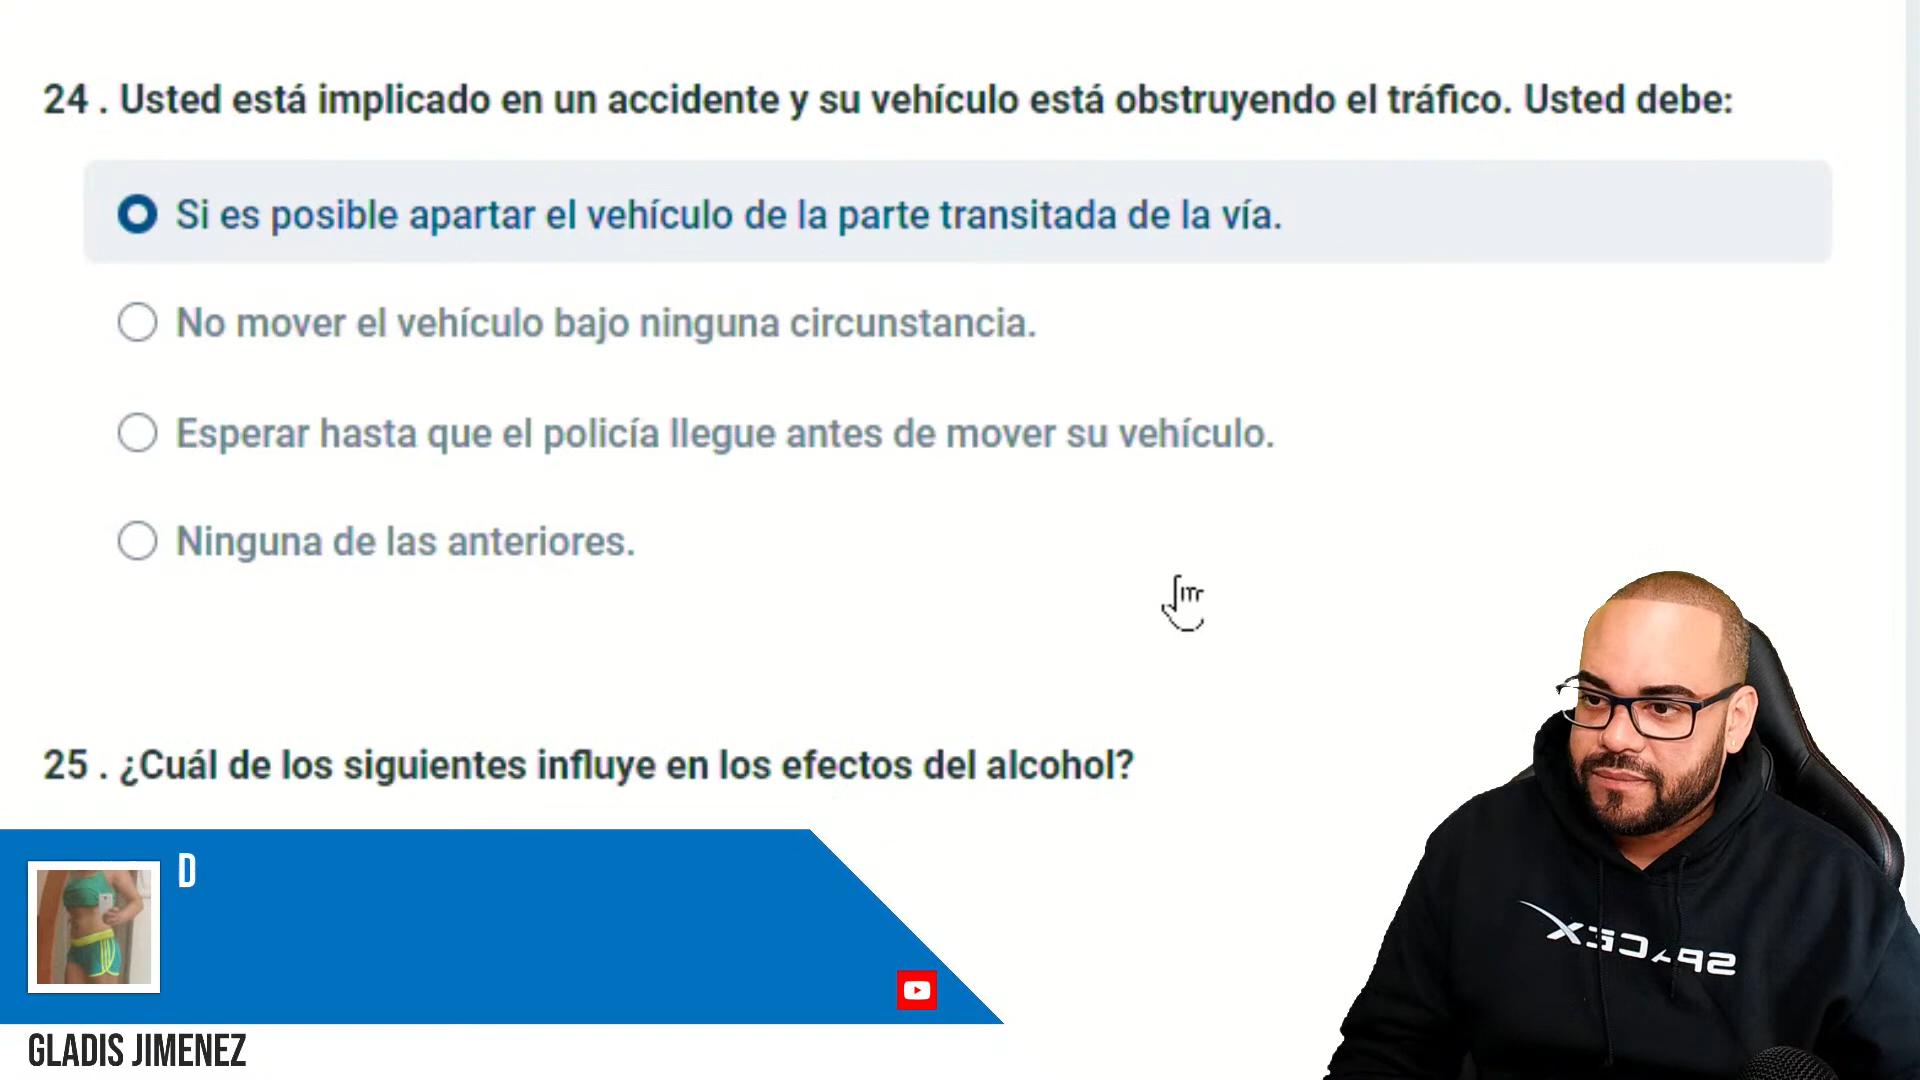 24 . Usted está implicado en un accidente y su vehículo está obstruyendo el tráfico. Usted debe:
Si es posible apartar el vehículo de la parte transitada de la vía.
No mover el vehículo bajo ninguna circunstancia.
Esperar hasta que el policía llegue antes de mover su vehículo.
Ninguna de las anteriores.
25 . ¿Cuál de los siguientes influye en los efectos del alcohol?
D
SPACEX
GLADIS JIMENEZ